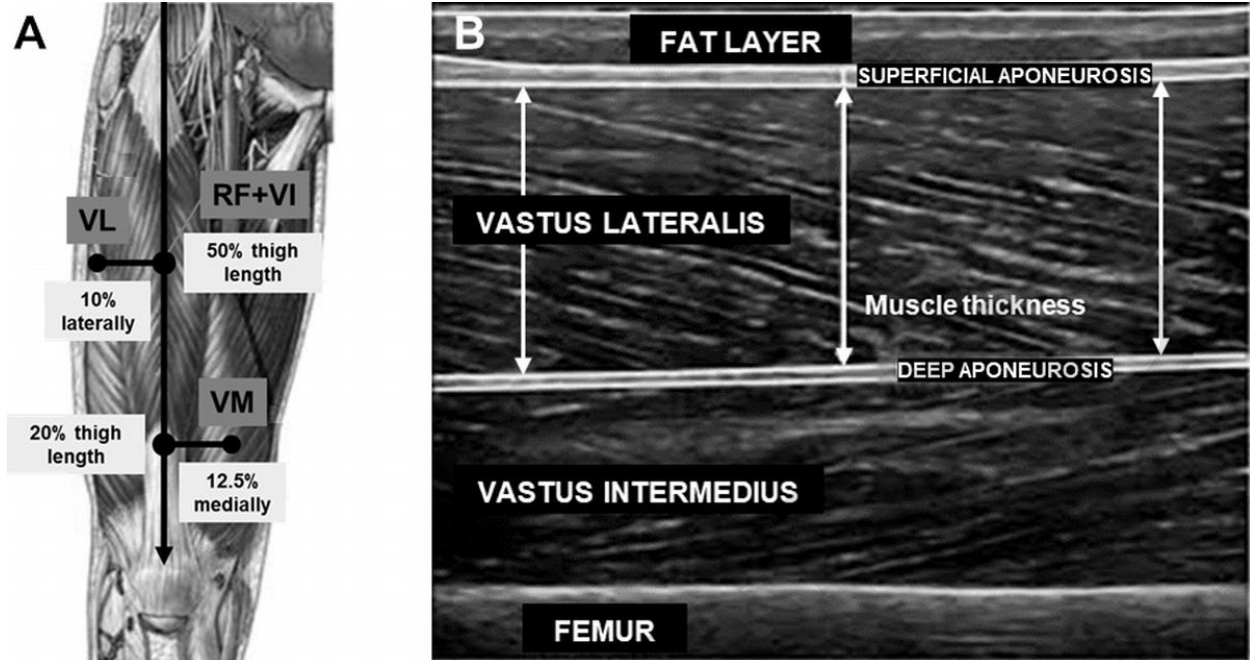 A
RF+VI
VL
50% thigh
length
10%
laterally
VM
20% thigh
length
12.5%
medially
B
FAT LAYER
SUPERFICIAL APONEUROSIS
VASTUS LATERALIS
Muscle thickness
DEEP APONEUROSIS
VASTUS INTERMEDIUS
FEMUR